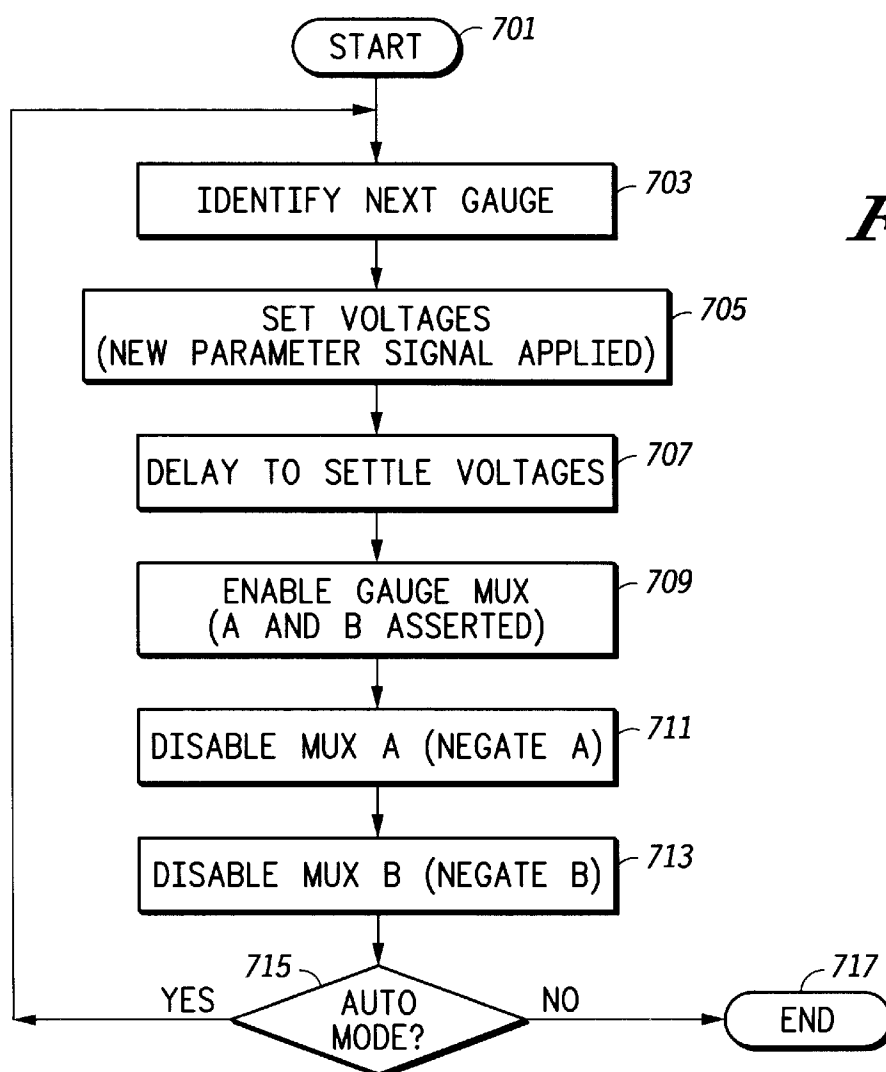 START
701
IDENTIFY NEXT GAUGE
703
SET VOLTAGES
(NEW PARAMETER SIGNAL APPLIED)
705
DELAY TO SETTLE VOLTAGES
707
ENABLE GAUGE MUX
(A AND B ASSERTED)
709
DISABLE MUX A (NEGATE A)
711
DISABLE MUX B (NEGATE B)
713
715
YES
AUTO
MODE?
NO
717
END